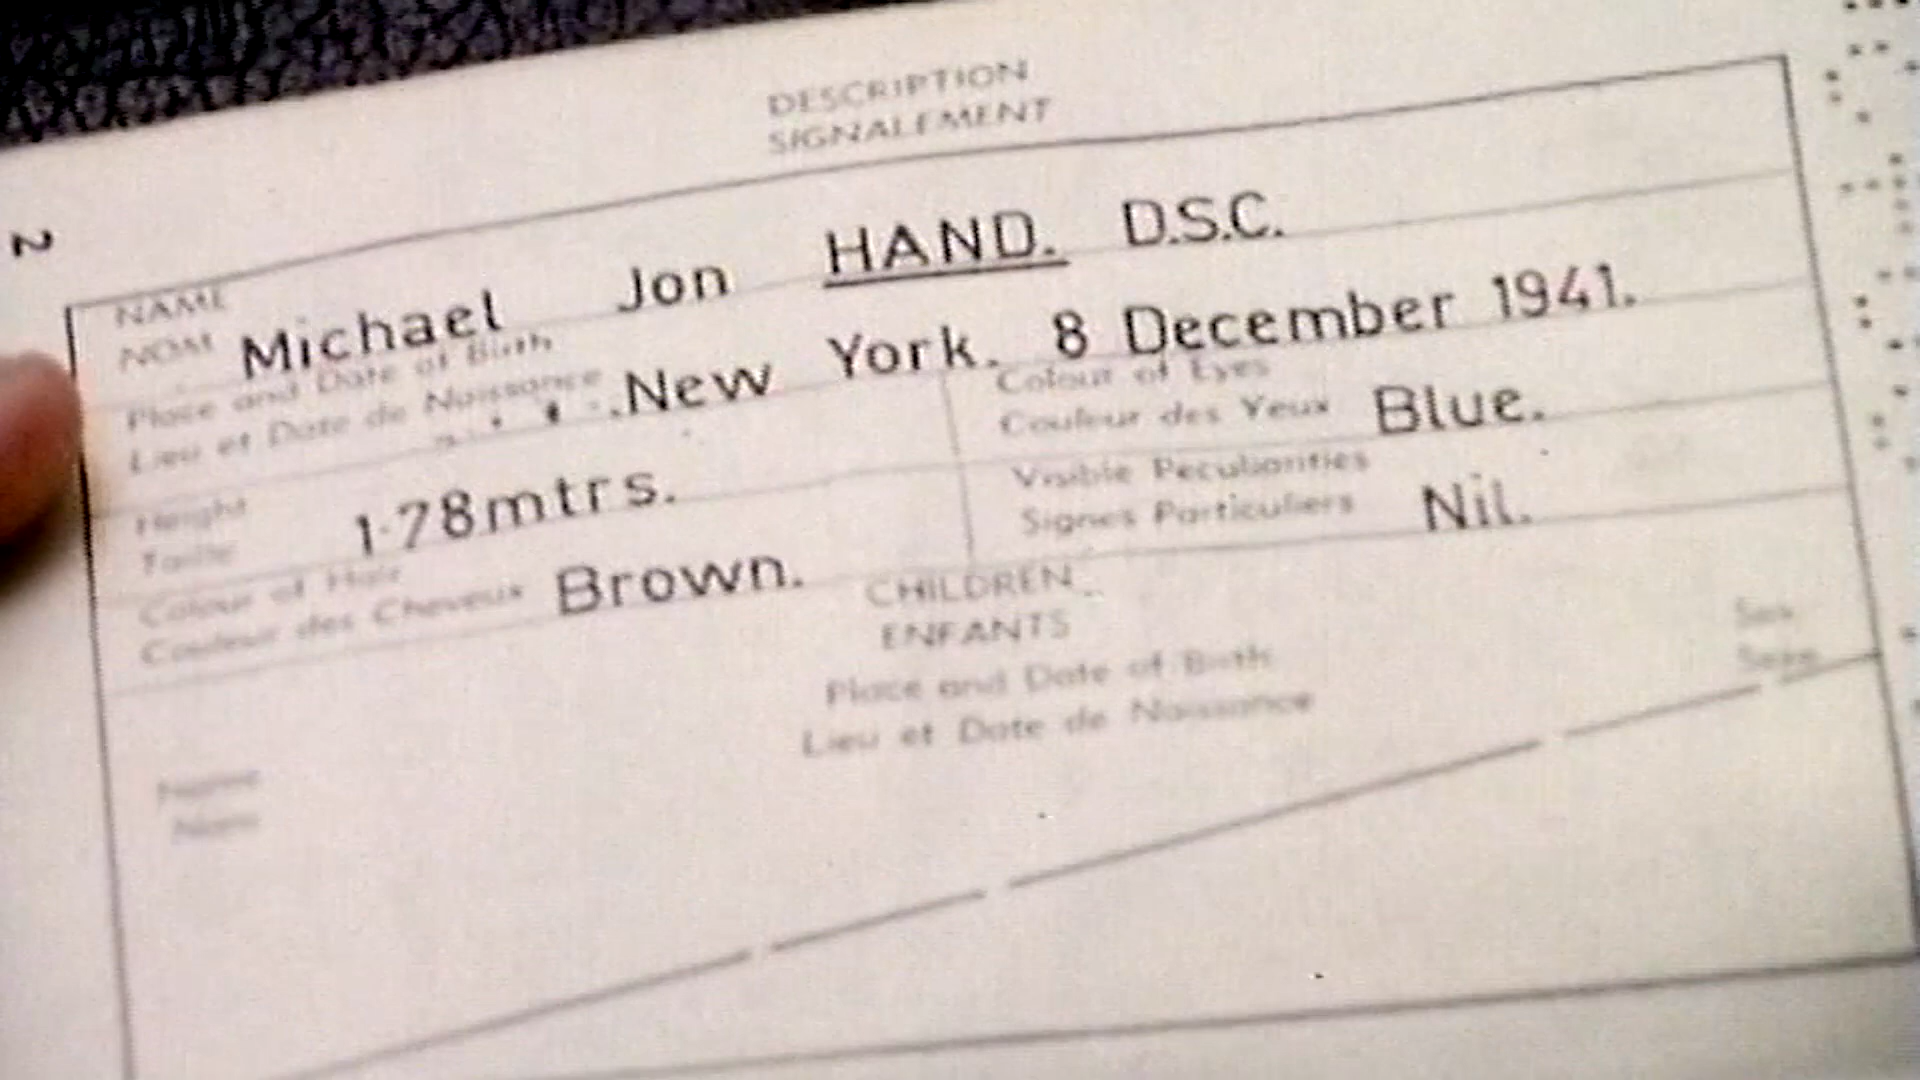 DESCRIPTION
SIGNALEMENT
2
NAME
NOM Michael Jon HAND. D.S.C.
Place and Date of Birth
Lieu et Date de Naissance New York. 8 December 1941.
Height
Taille 1·78mtrs.
Colour of Eyes
Couleur des Yeux Blue.
Colour of Hair
Couleur des Cheveux Brown.
Visible Peculiarities
Signes Particuliers Nil.
CHILDREN
ENFANTS
Name
Nom
Place and Date of Birth
Lieu et Date de Naissance
Sex
Sexe